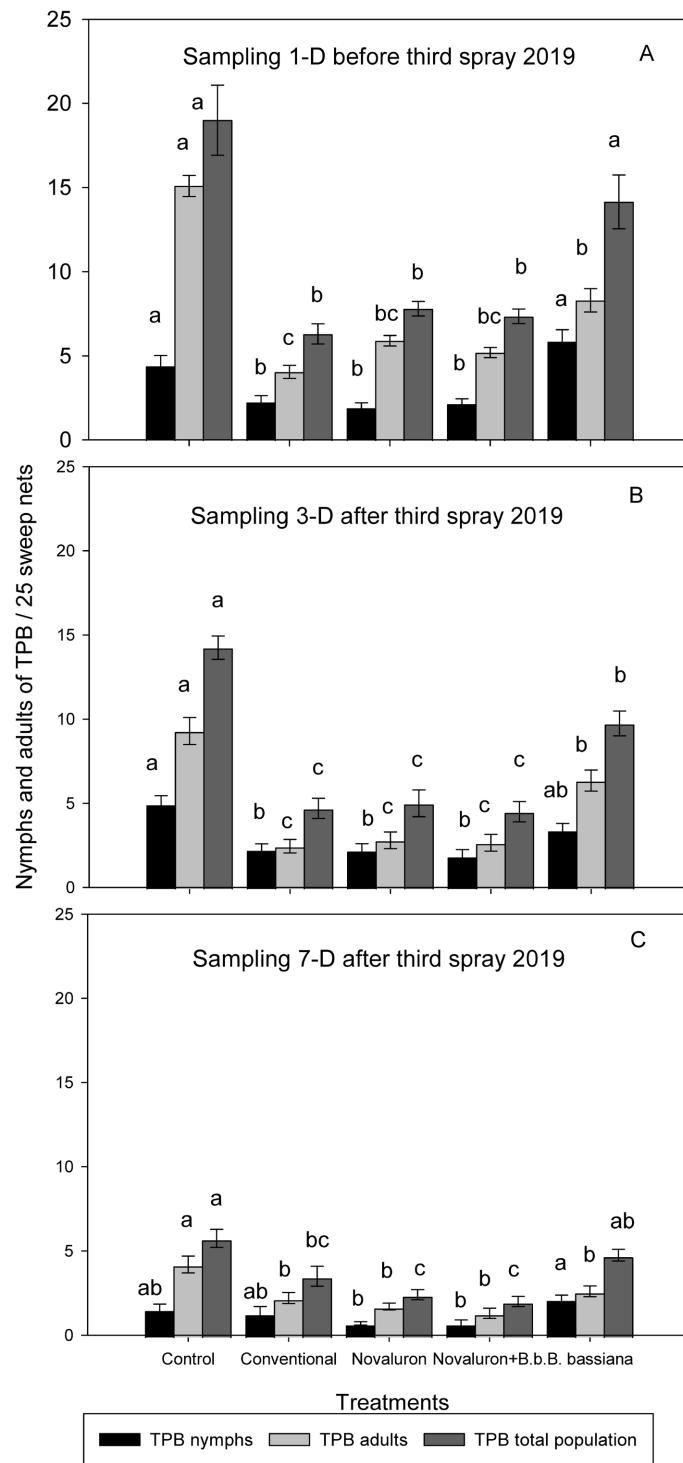 Nymphs and adults of TPB / 25 sweep nets
Sampling 1-D before third spray 2019 A
25
20
15
10
5
0
a a a
b c b
b bc b
b bc b
a b a
Sampling 3-D after third spray 2019 B
25
20
15
10
5
0
a a a
b c c
b c c
b c c
ab b b
Sampling 7-D after third spray 2019 C
25
20
15
10
5
0
ab a a
ab b bc
b b c
b b c
a b ab
Control Conventional Novaluron Novaluron+B.b. B. bassiana
Treatments
TPB nymphs TPB adults TPB total population